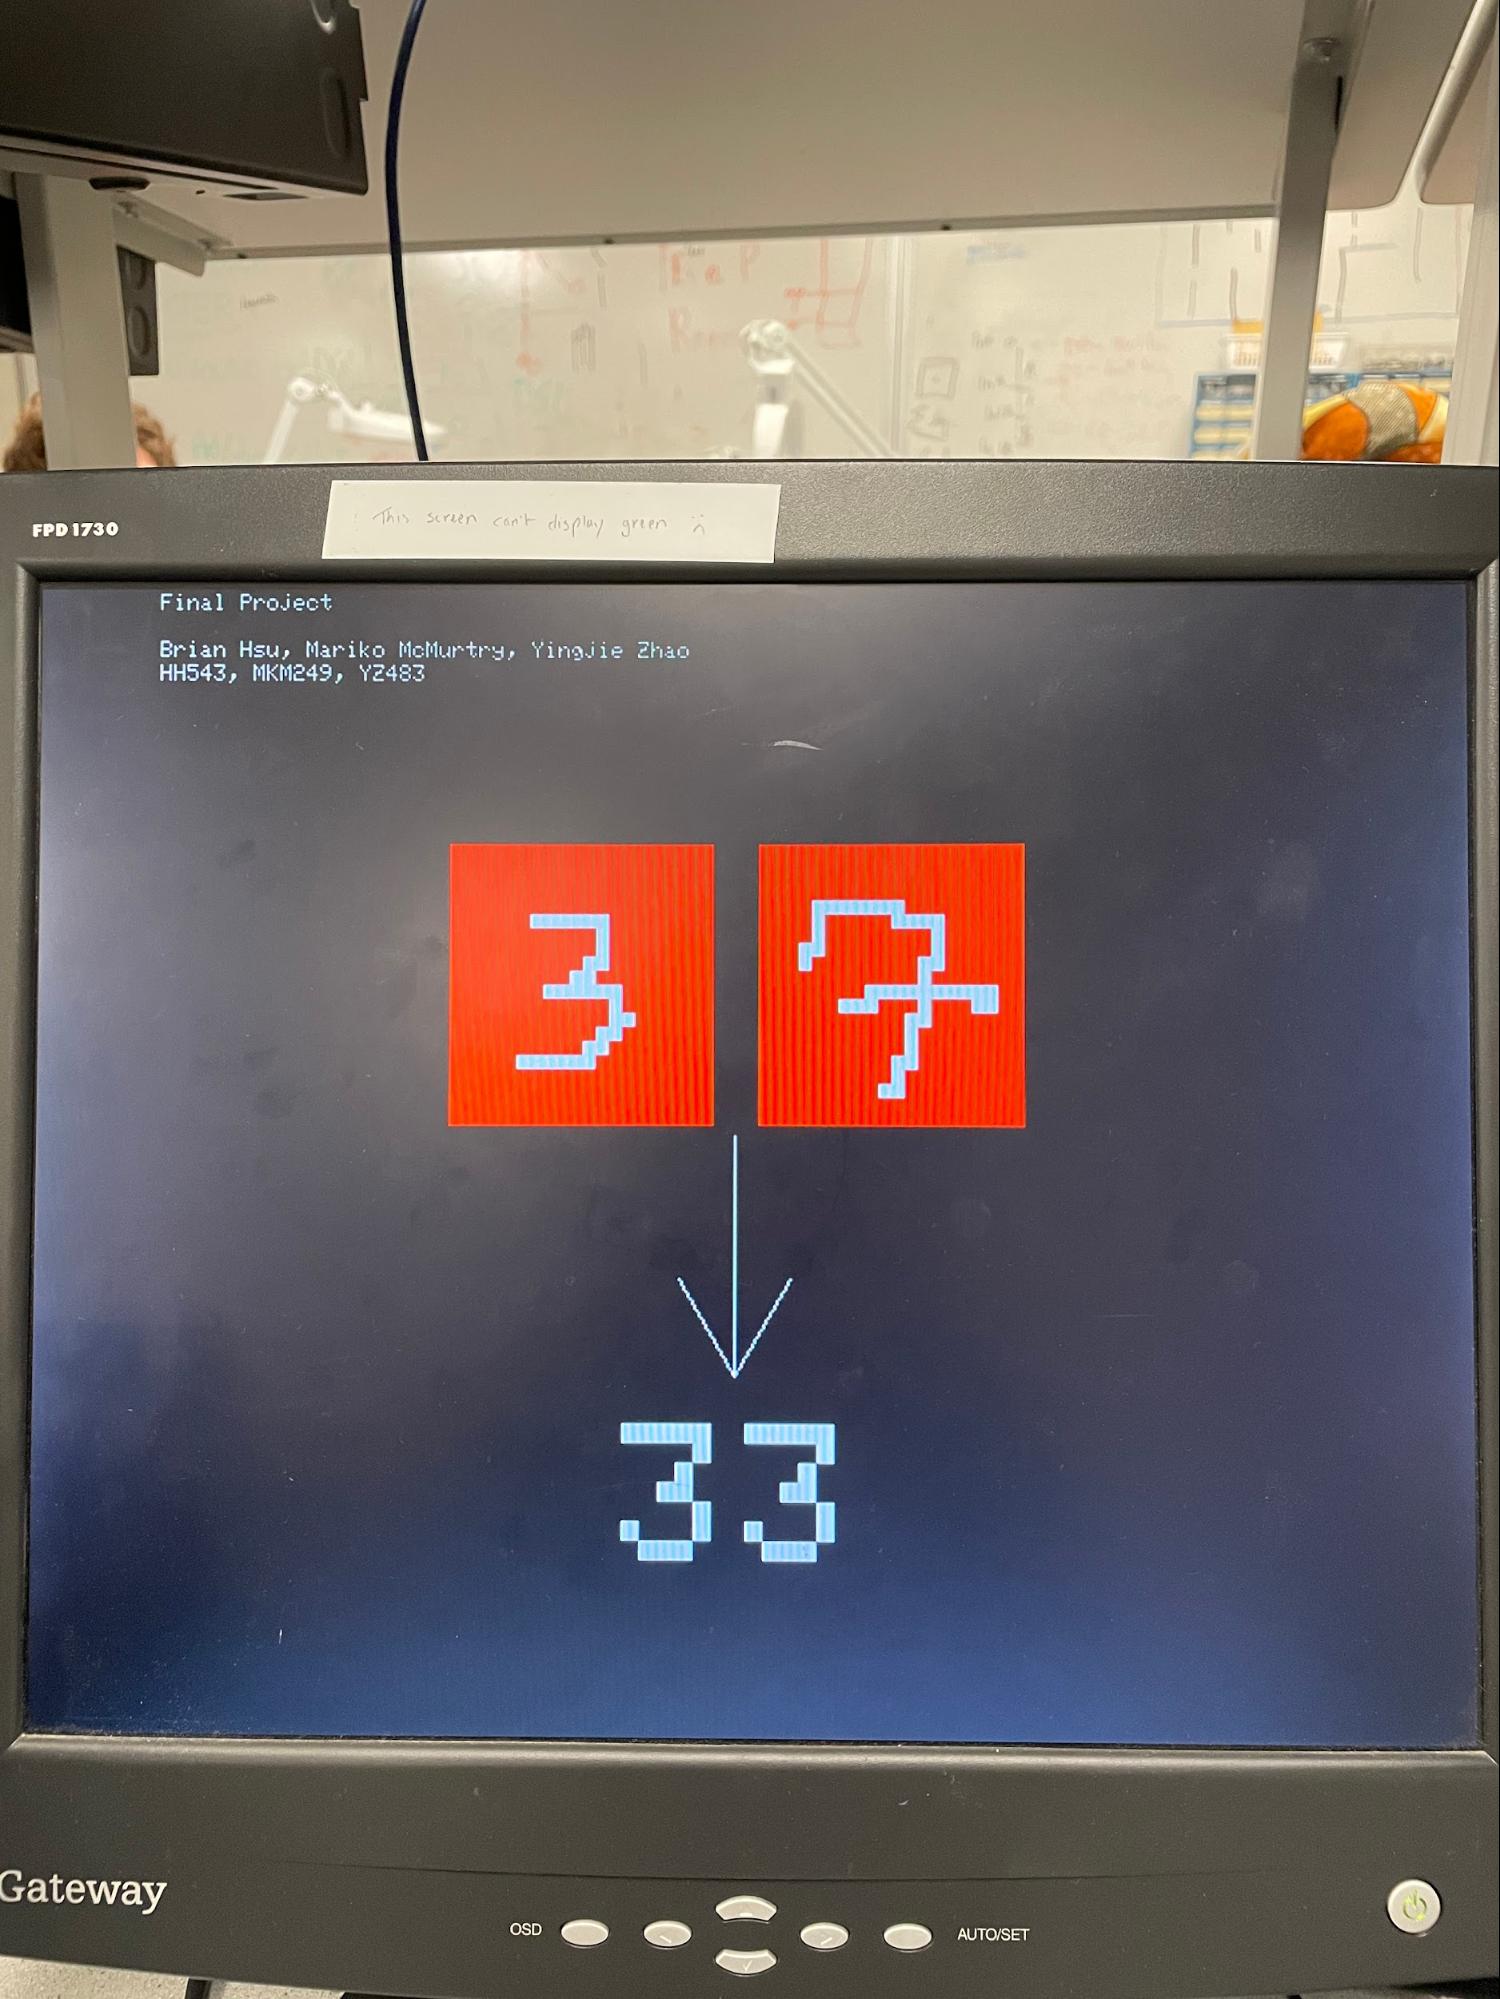 FPD1730
This screen can't display green
Final Project
Brian Hsu, Mariko McMurtry, YingJie Zhao
HH543, MKM249, YZ483
3 7
33
Gateway
OSD
AUTO/SET